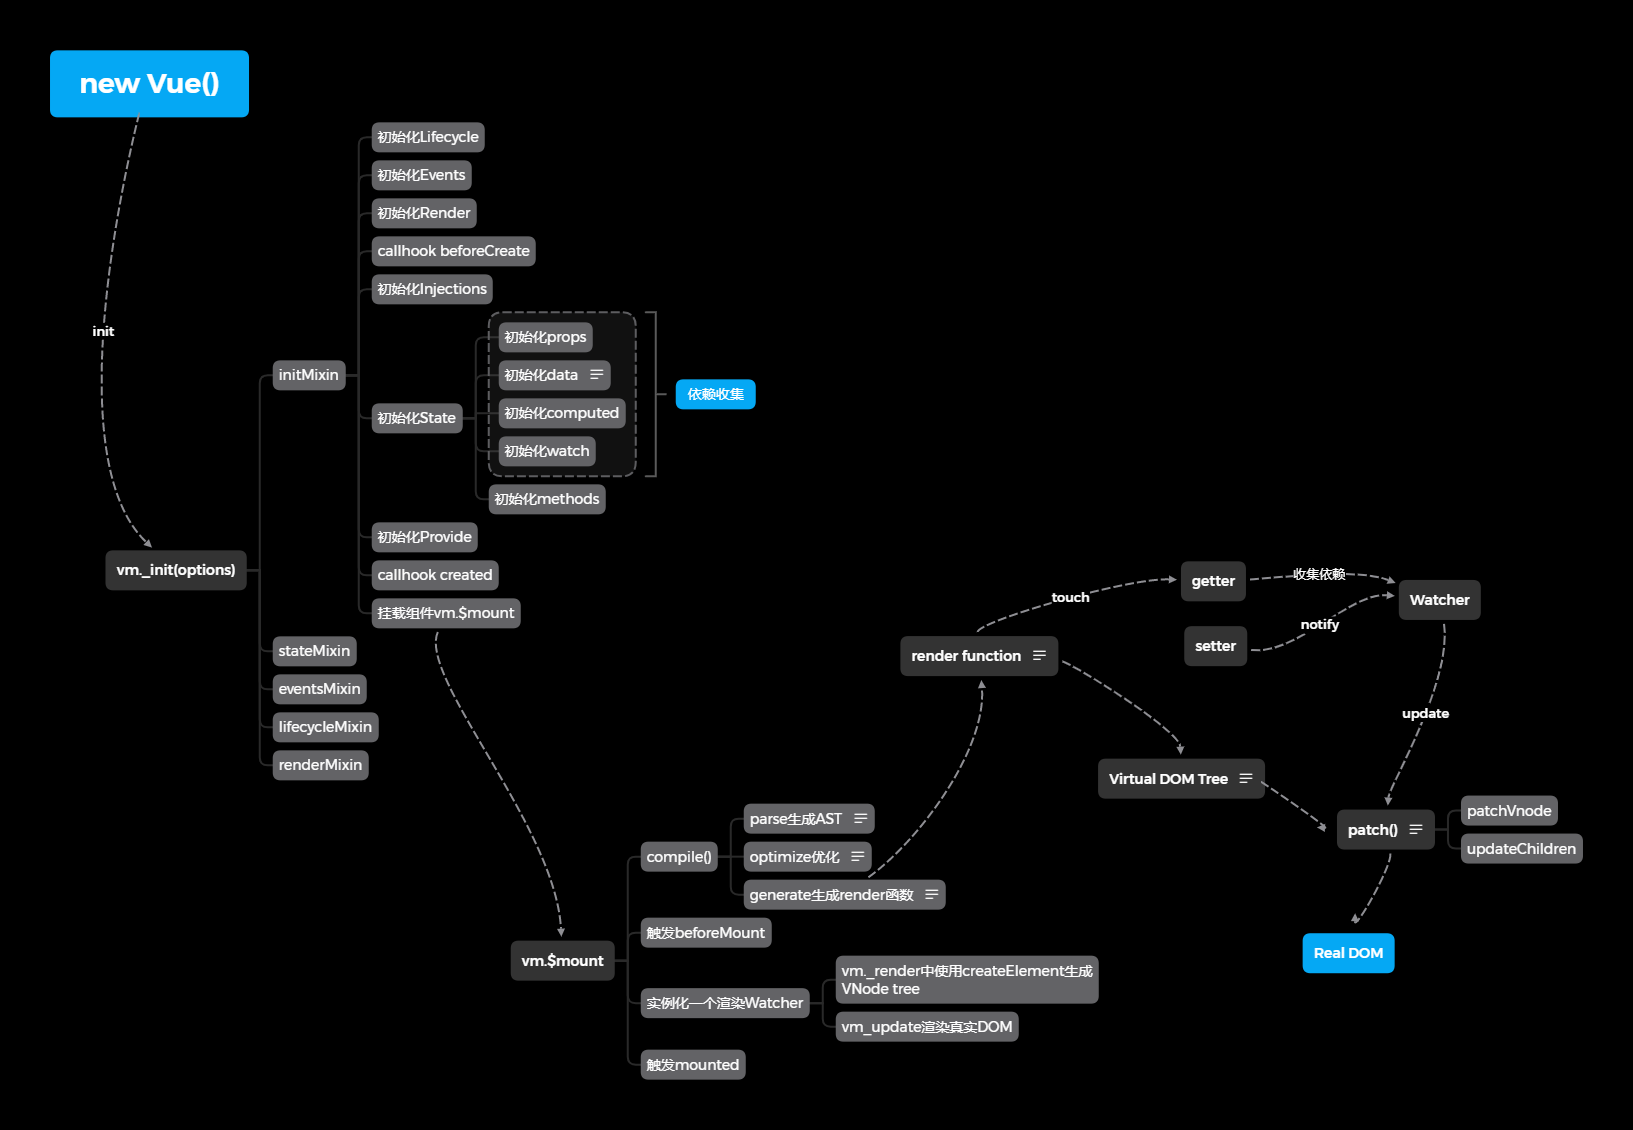 new Vue()
init
vm._init(options)
initMixin
初始化Lifecycle
初始化Events
初始化Render
callhook beforeCreate
初始化Injections
初始化State
初始化props
初始化data
初始化computed
初始化watch
依赖收集
初始化methods
初始化Provide
callhook created
挂载组件vm.$mount
stateMixin
eventsMixin
lifecycleMixin
renderMixin
vm.$mount
compile()
parse生成AST
optimize优化
generate生成render函数
触发beforeMount
实例化一个渲染Watcher
vm._render中使用createElement生成
VNode tree
vm_update渲染真实DOM
触发mounted
render function
touch
getter
收集依赖
Watcher
setter
notify
update
Virtual DOM Tree
patch()
patchVnode
updateChildren
Real DOM